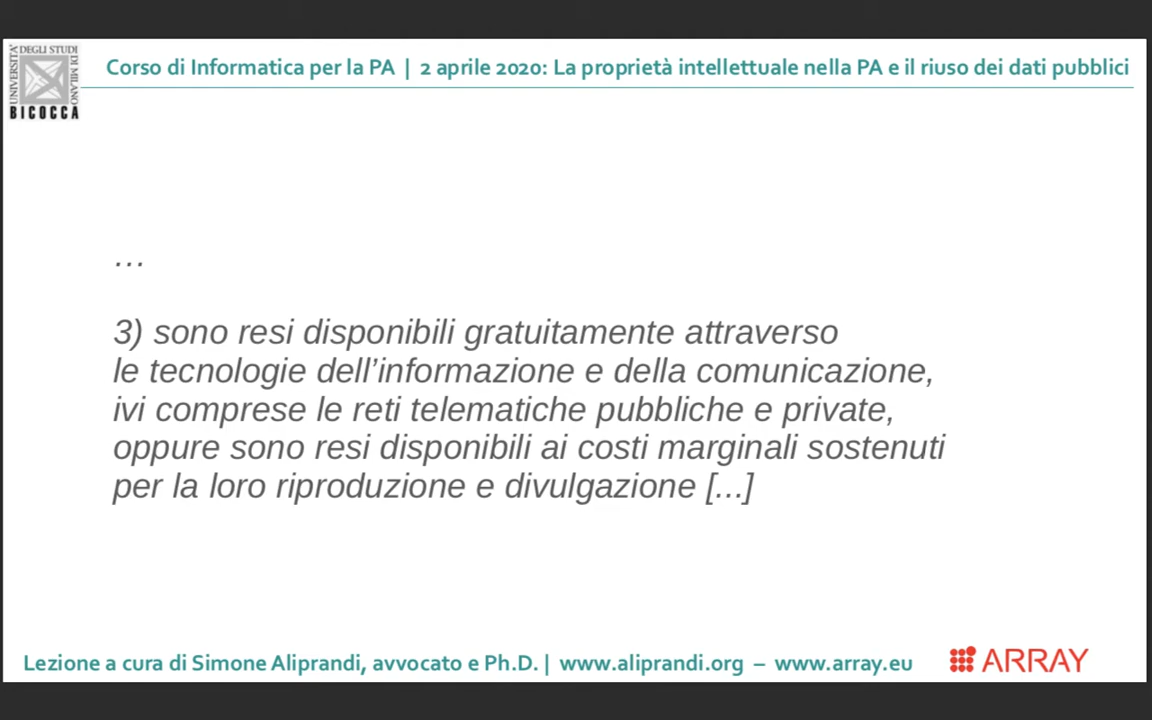 UNIVERSITÀ
DEGLI STUDI
DI MILANO
BICOCCA
Corso di Informatica per la PA | 2 aprile 2020: La proprietà intellettuale nella PA e il riuso dei dati pubblici
…
3) sono resi disponibili gratuitamente attraverso
le tecnologie dell’informazione e della comunicazione,
ivi comprese le reti telematiche pubbliche e private,
oppure sono resi disponibili ai costi marginali sostenuti
per la loro riproduzione e divulgazione [...]
Lezione a cura di Simone Aliprandi, avvocato e Ph.D. | www.aliprandi.org – www.array.eu
ARRAY